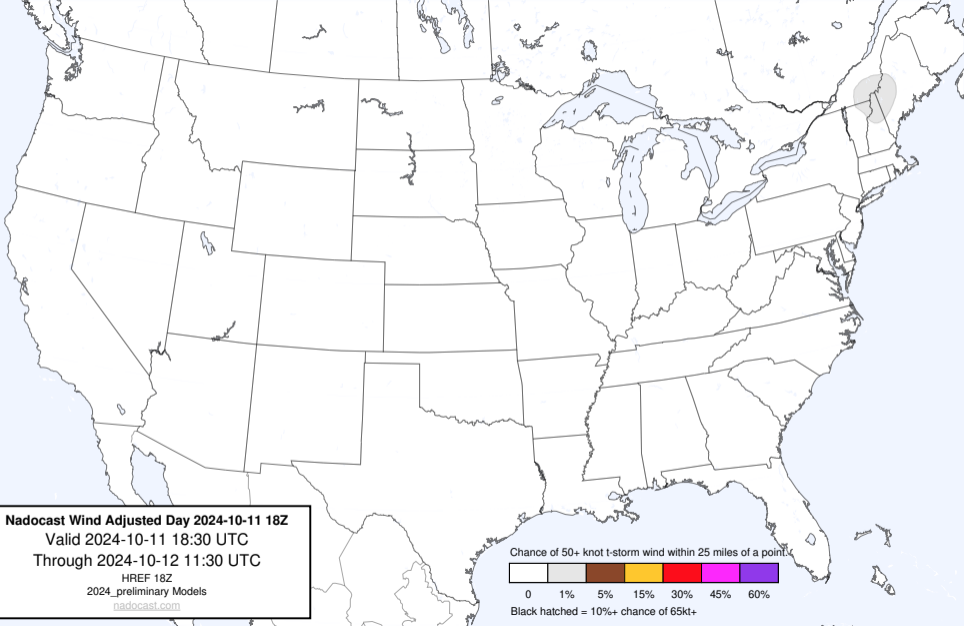 Nadocast Wind Adjusted Day 2024-10-11 18Z
Valid 2024-10-11 18:30 UTC
Through 2024-10-12 11:30 UTC
HREF 18Z
2024_preliminary Models
nadocast.com
Chance of 50+ knot t-storm wind within 25 miles of a point.
0 1% 5% 15% 30% 45% 60%
Black hatched = 10%+ chance of 65kt+